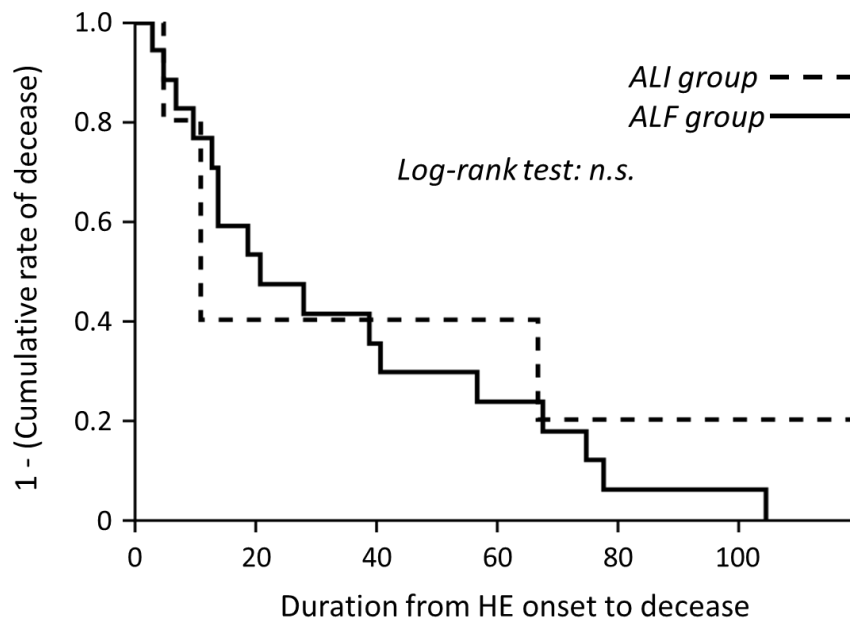 1.0
0.8
0.6
0.4
0.2
0
1 - (Cumulative rate of decease)
ALI group
ALF group
Log-rank test: n.s.
0 20 40 60 80 100
Duration from HE onset to decease